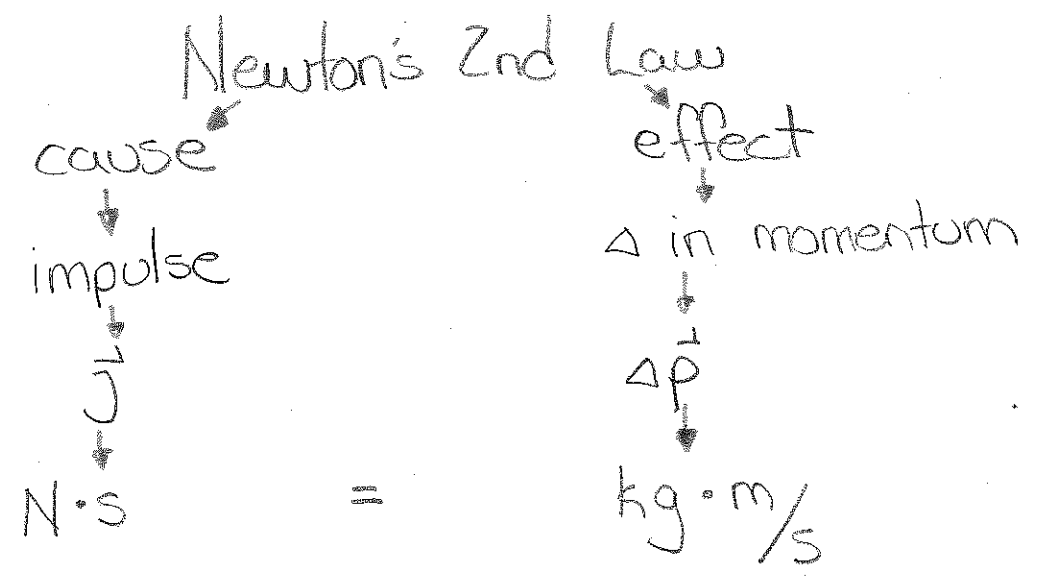 Newton's 2nd Law
cause effect
impulse Δ in momentum
J⃗ Δp⃗
N·s = kg·m/s